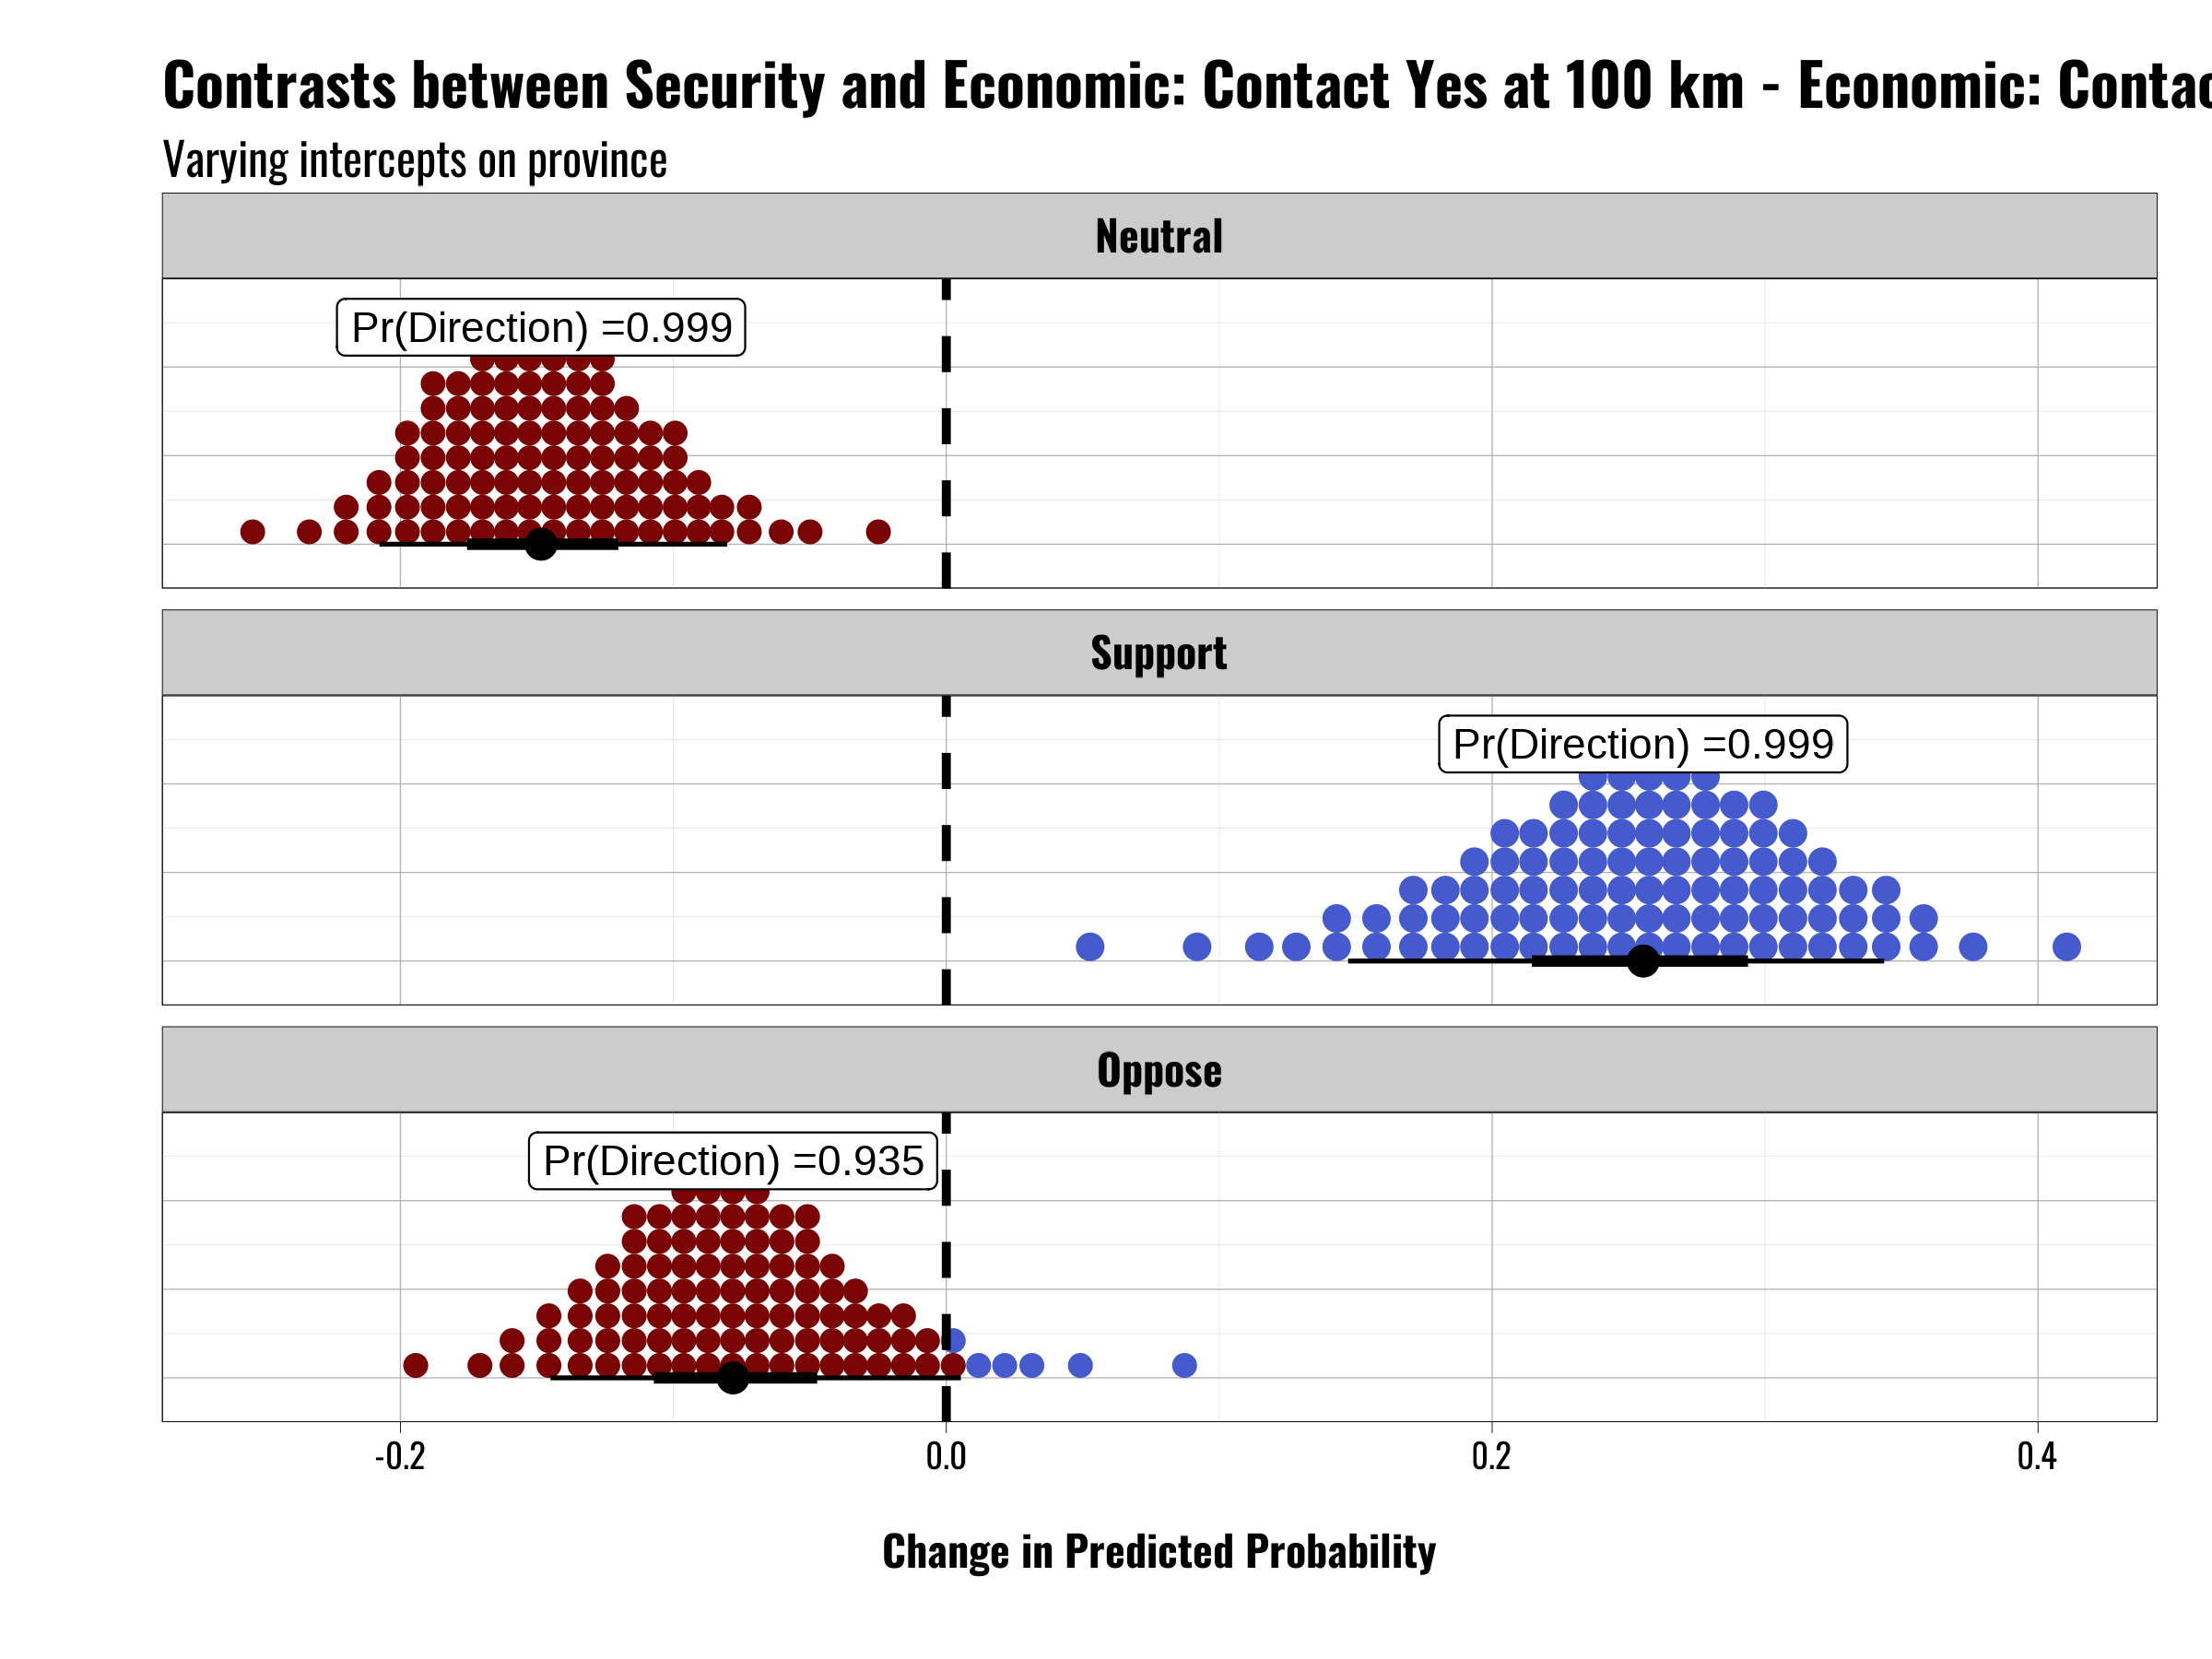 Contrasts between Security and Economic: Contact Yes at 100 km - Economic:
Varying intercepts on province
Neutral
Pr(Direction) =0.999
Support
Pr(Direction) =0.999
Oppose
Pr(Direction) =0.935
-0.2 0.0 0.2 0.4
Change in Predicted Probability